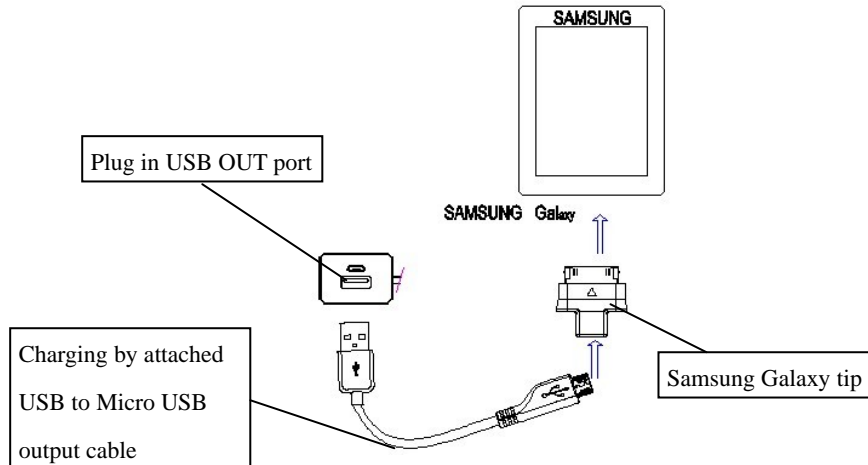 SAMSUNG
Plug in USB OUT port
SAMSUNG Galaxy
Charging by attached
USB to Micro USB
output cable
Samsung Galaxy tip